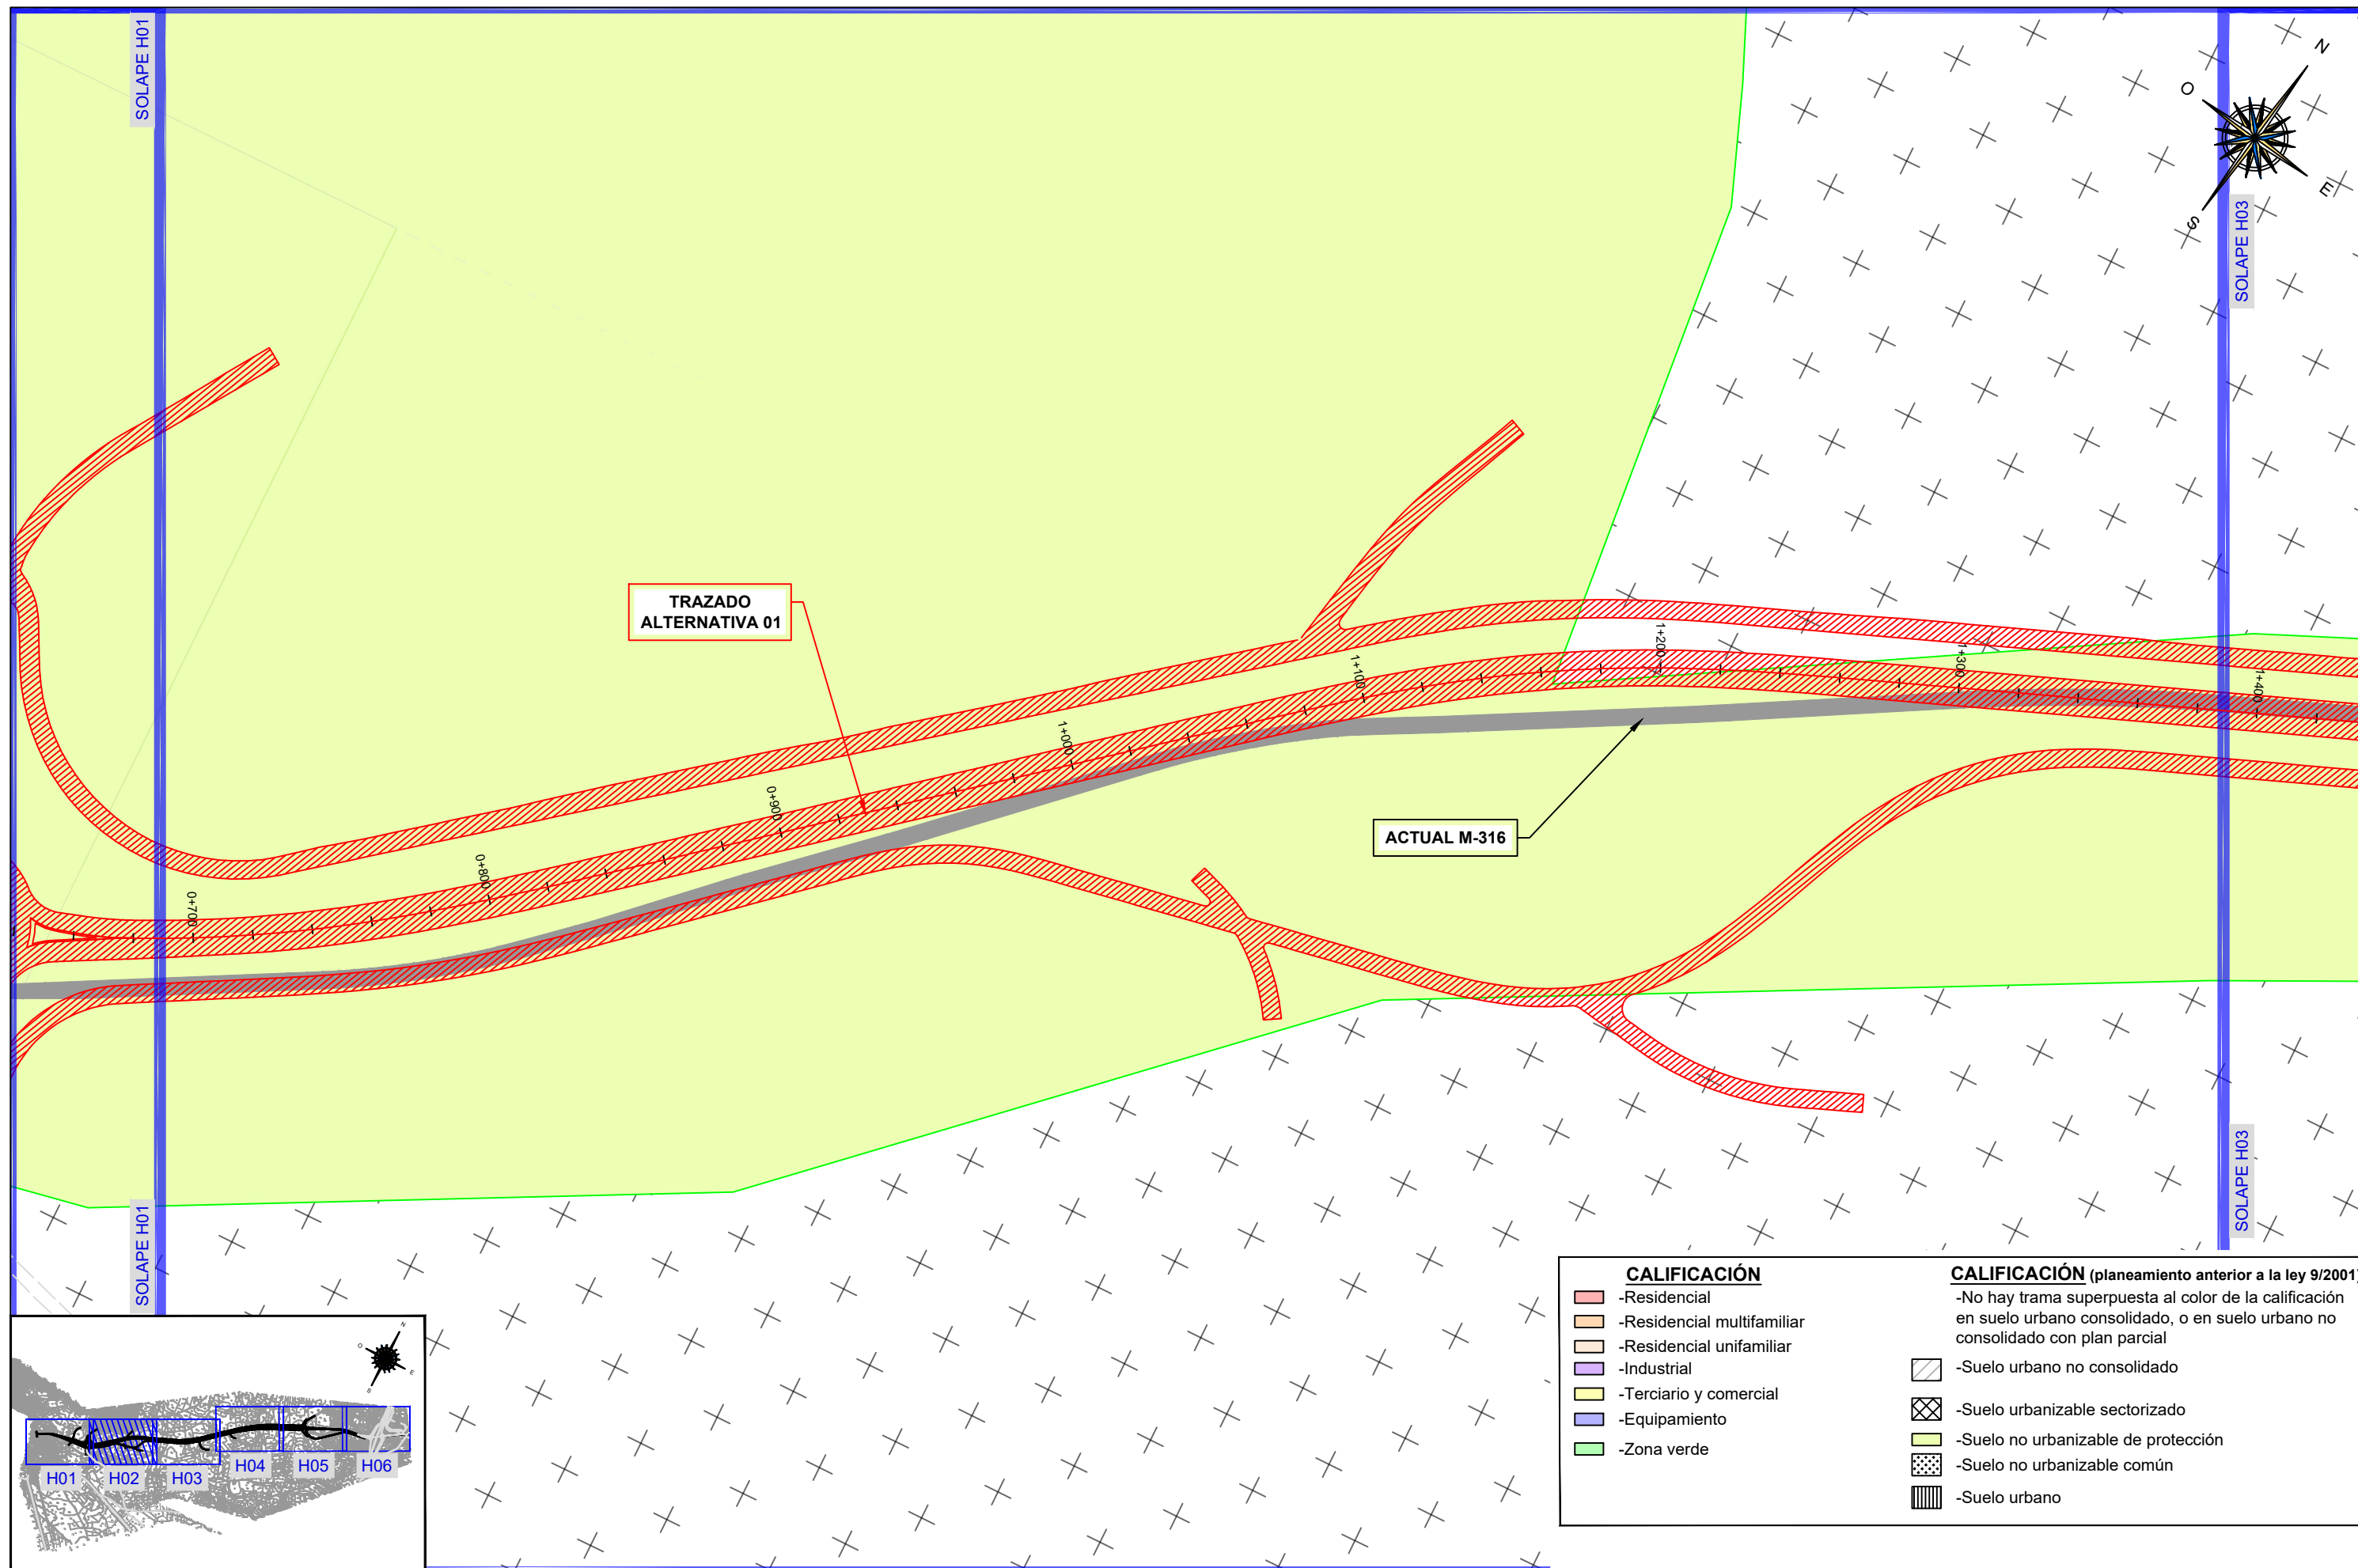 SOLAPE H01
SOLAPE H03
N
O
E
S
TRAZADO
ALTERNATIVA 01
ACTUAL M-316
0+700
0+800
0+900
1+000
1+100
1+200
1+300
1+400
SOLAPE H01
SOLAPE H03
N
O
E
S
H01
H02
H03
H04
H05
H06
CALIFICACIÓN
-Residencial
-Residencial multifamiliar
-Residencial unifamiliar
-Industrial
-Terciario y comercial
-Equipamiento
-Zona verde
CALIFICACIÓN (planeamiento anterior a la ley 9/2001)
-No hay trama superpuesta al color de la calificación
en suelo urbano consolidado, o en suelo urbano no
consolidado con plan parcial
-Suelo urbano no consolidado
-Suelo urbanizable sectorizado
-Suelo no urbanizable de protección
-Suelo no urbanizable común
-Suelo urbano